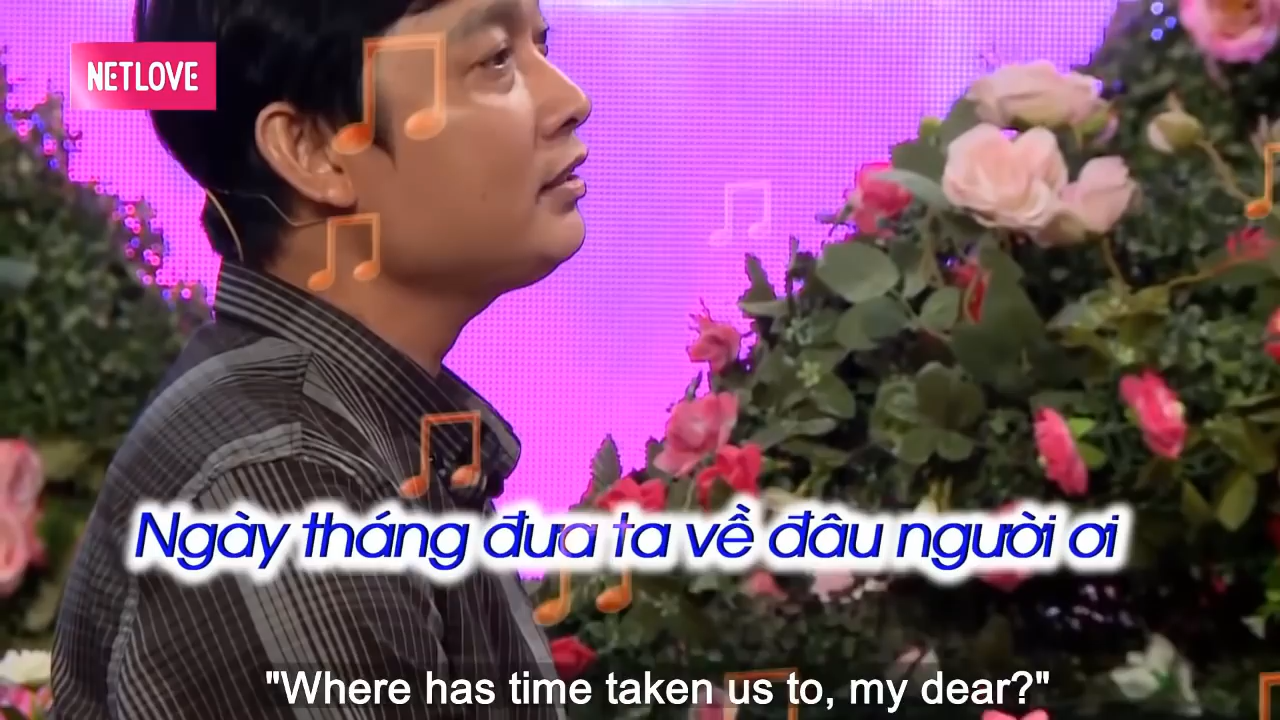 NETLOVE
Ngày tháng đưa ta về đâu người ơi
"Where has time taken us to, my dear?"